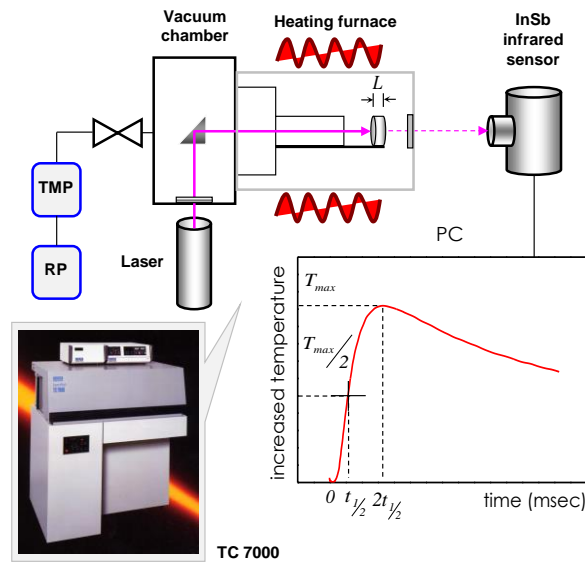 Vacuum
chamber
Heating furnace
InSb
infrared
sensor
L
TMP
RP
Laser
PC
increased temperature
T_max
T_max/2
0 t_1/2 2t_1/2 time (msec)
TC 7000